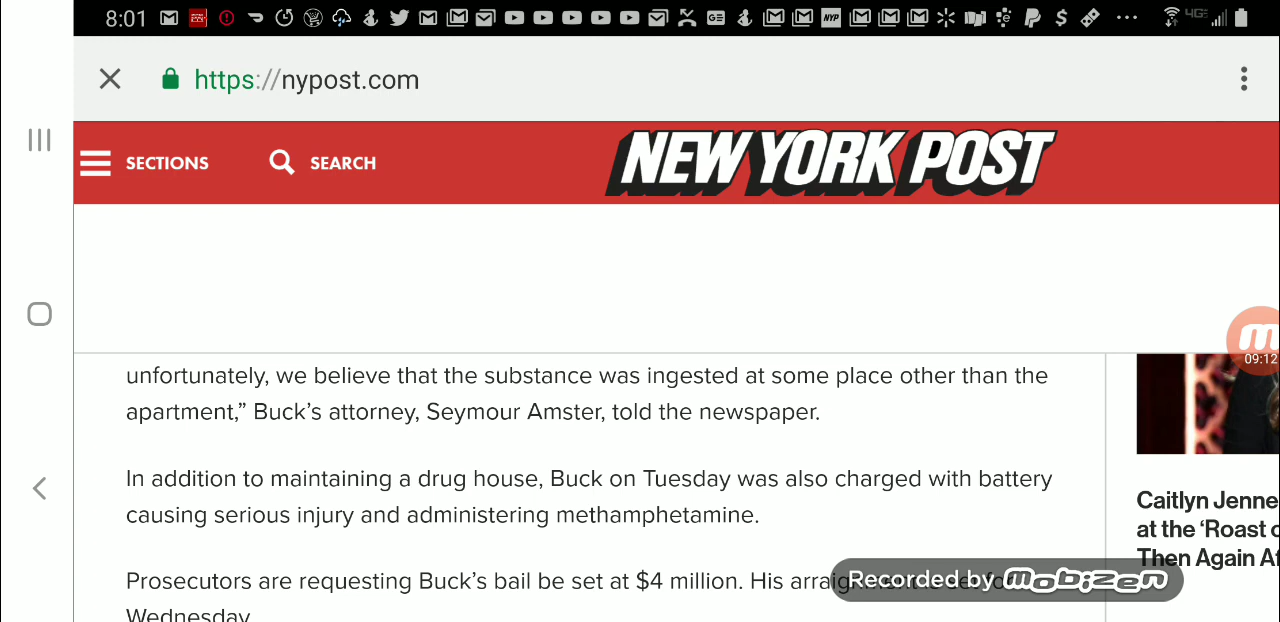 8:01
4GE
https://nypost.com
SECTIONS SEARCH NEW YORK POST
09:12
unfortunately, we believe that the substance was ingested at some place other than the
apartment,” Buck’s attorney, Seymour Amster, told the newspaper.
In addition to maintaining a drug house, Buck on Tuesday was also charged with battery
causing serious injury and administering methamphetamine.
Prosecutors are requesting Buck’s bail be set at $4 million. His
Wednesday
Caitlyn Jenne
at the ‘Roast
Then Again
Recorded by mobizen